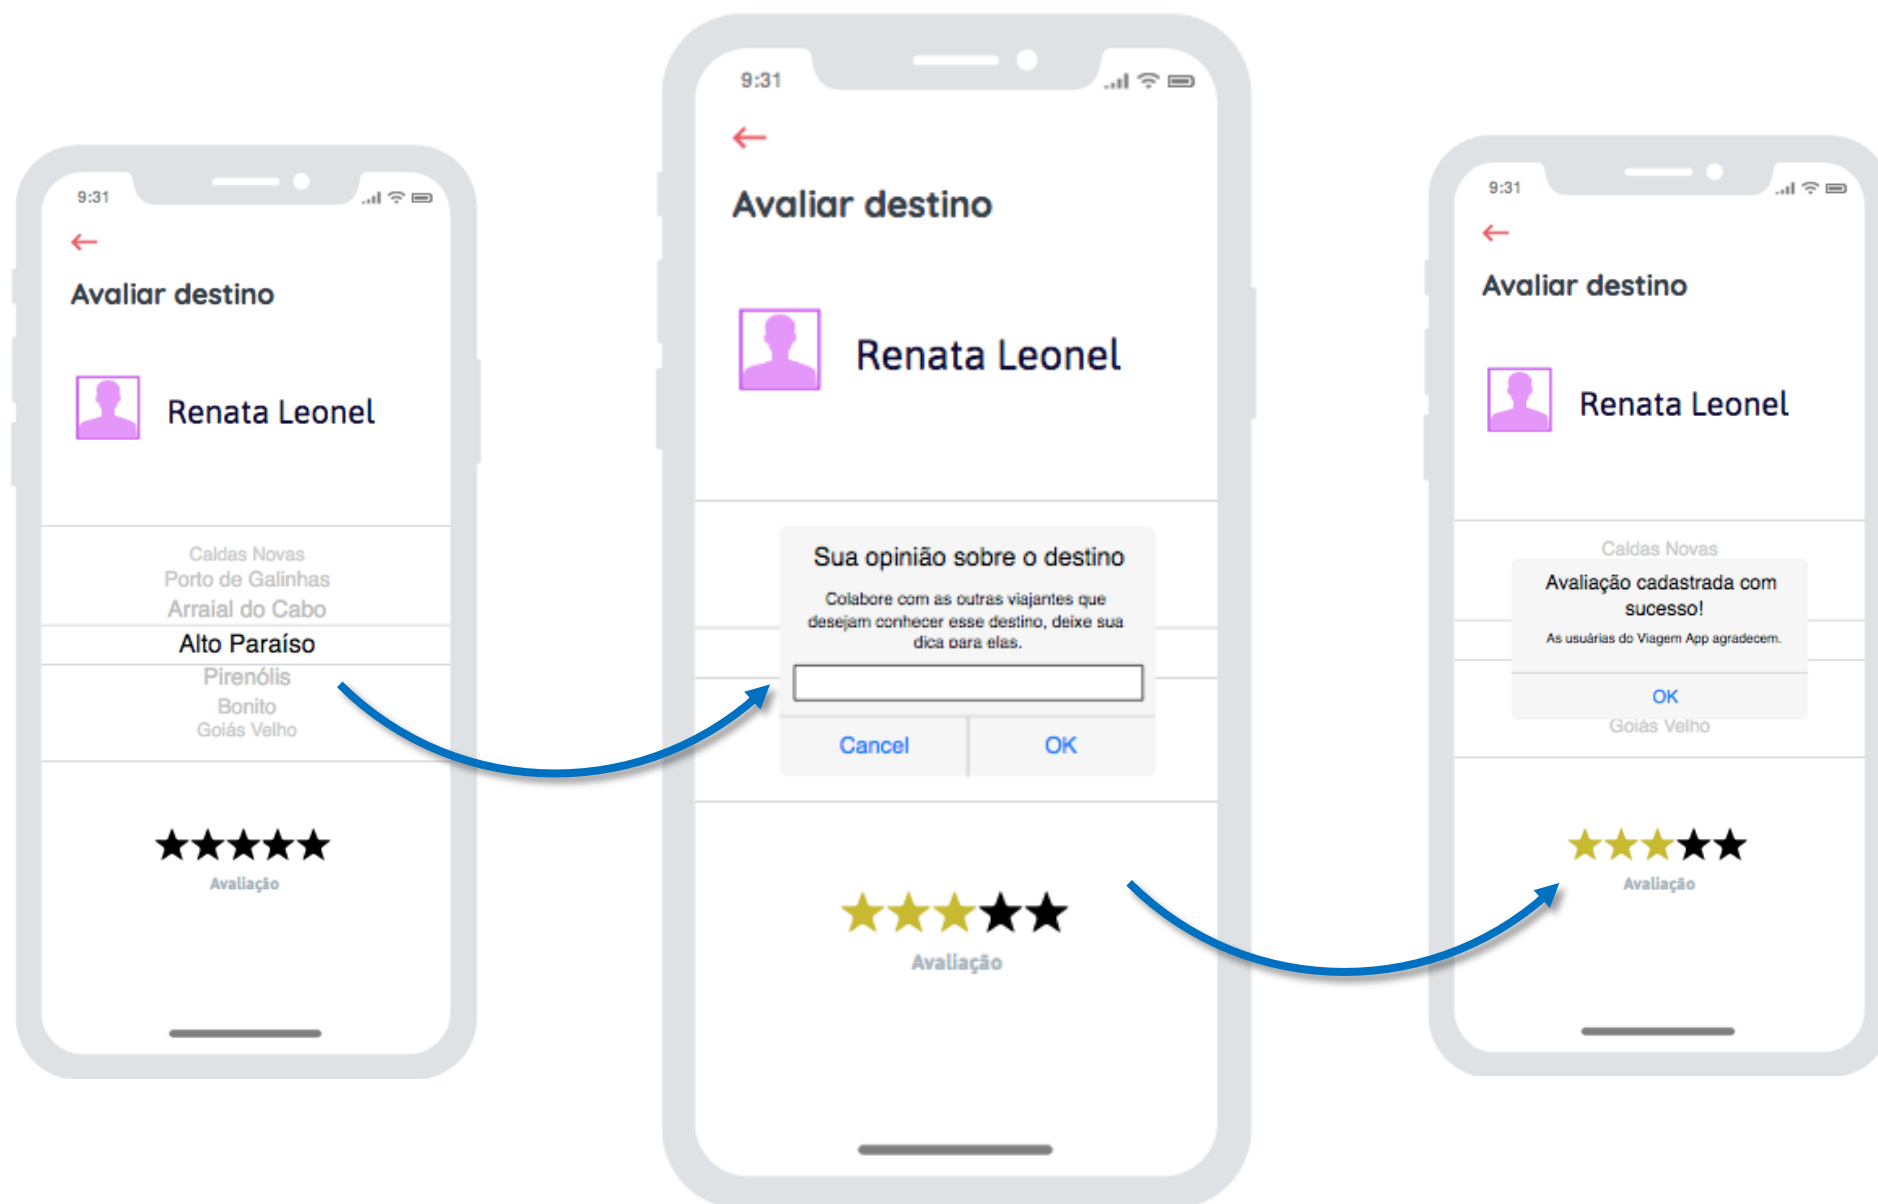 9:31
Avaliar destino
Renata Leonel
Caldas Novas
Porto de Galinhas
Arraial do Cabo
Alto Paraíso
Pirenólis
Bonito
Goiás Velho
Avaliação
9:31
Avaliar destino
Renata Leonel
Sua opinião sobre o destino
Colabore com as outras viajantes que
desejam conhecer esse destino, deixe sua
dica para elas.
Cancel OK
Avaliação
9:31
Avaliar destino
Renata Leonel
Caldas Novas
Avaliação cadastrada com
sucesso!
As usuárias do Viagem App agradecem.
OK
Goiás Velho
Avaliação